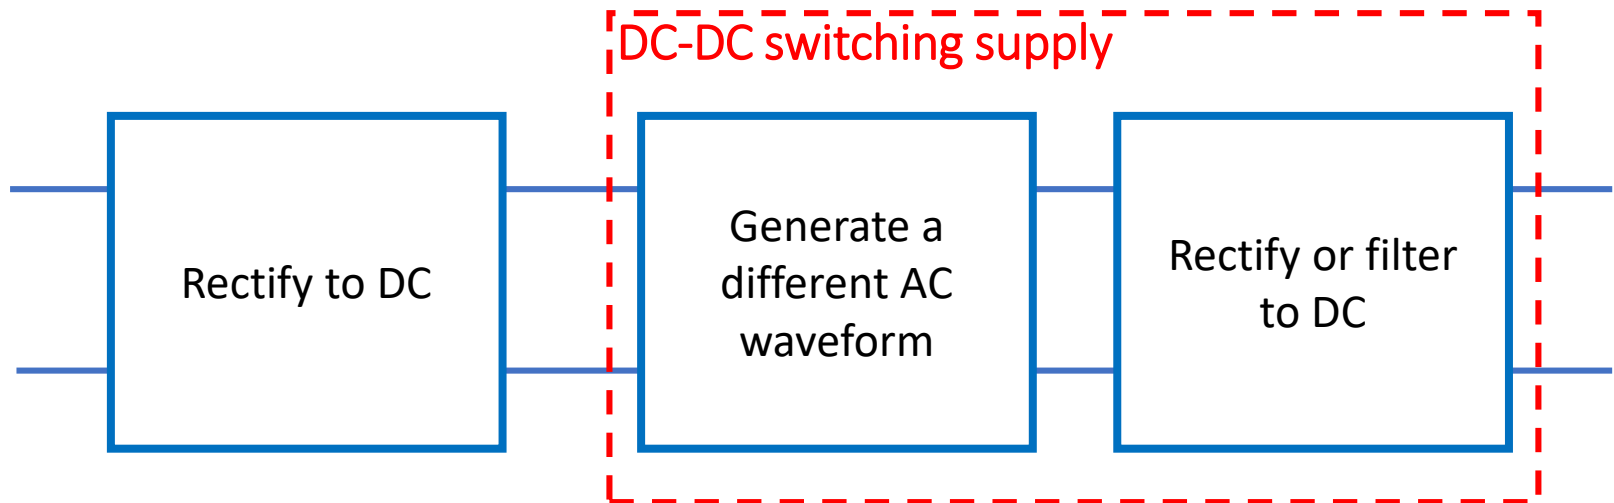 DC-DC switching supply
Rectify to DC
Generate a
different AC
waveform
Rectify or filter
to DC